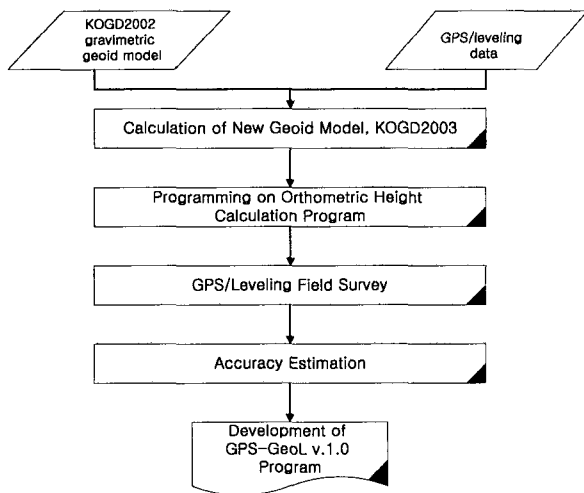 KOGD2002
gravimetric
geoid model
GPS/leveling
data
Calculation of New Geoid Model, KOGD2003
Programming on Orthometric Height
Calculation Program
GPS/Leveling Field Survey
Accuracy Estimation
Development of
GPS-GeoL v.1.0
Program